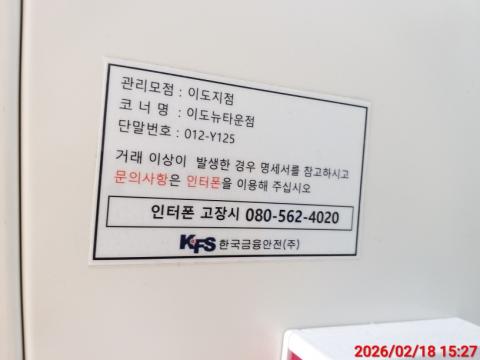 관리모점 : 이도지점
코 너 명 : 이도뉴타운점
단말번호 : 012-Y125
거래 이상이 발생한 경우 명세서를 참고하시고
문의사항은 인터폰을 이용해 주십시오
인터폰 고장시 080-562-4020
KFS 한국금융안전(주)
2026/02/18 15:27